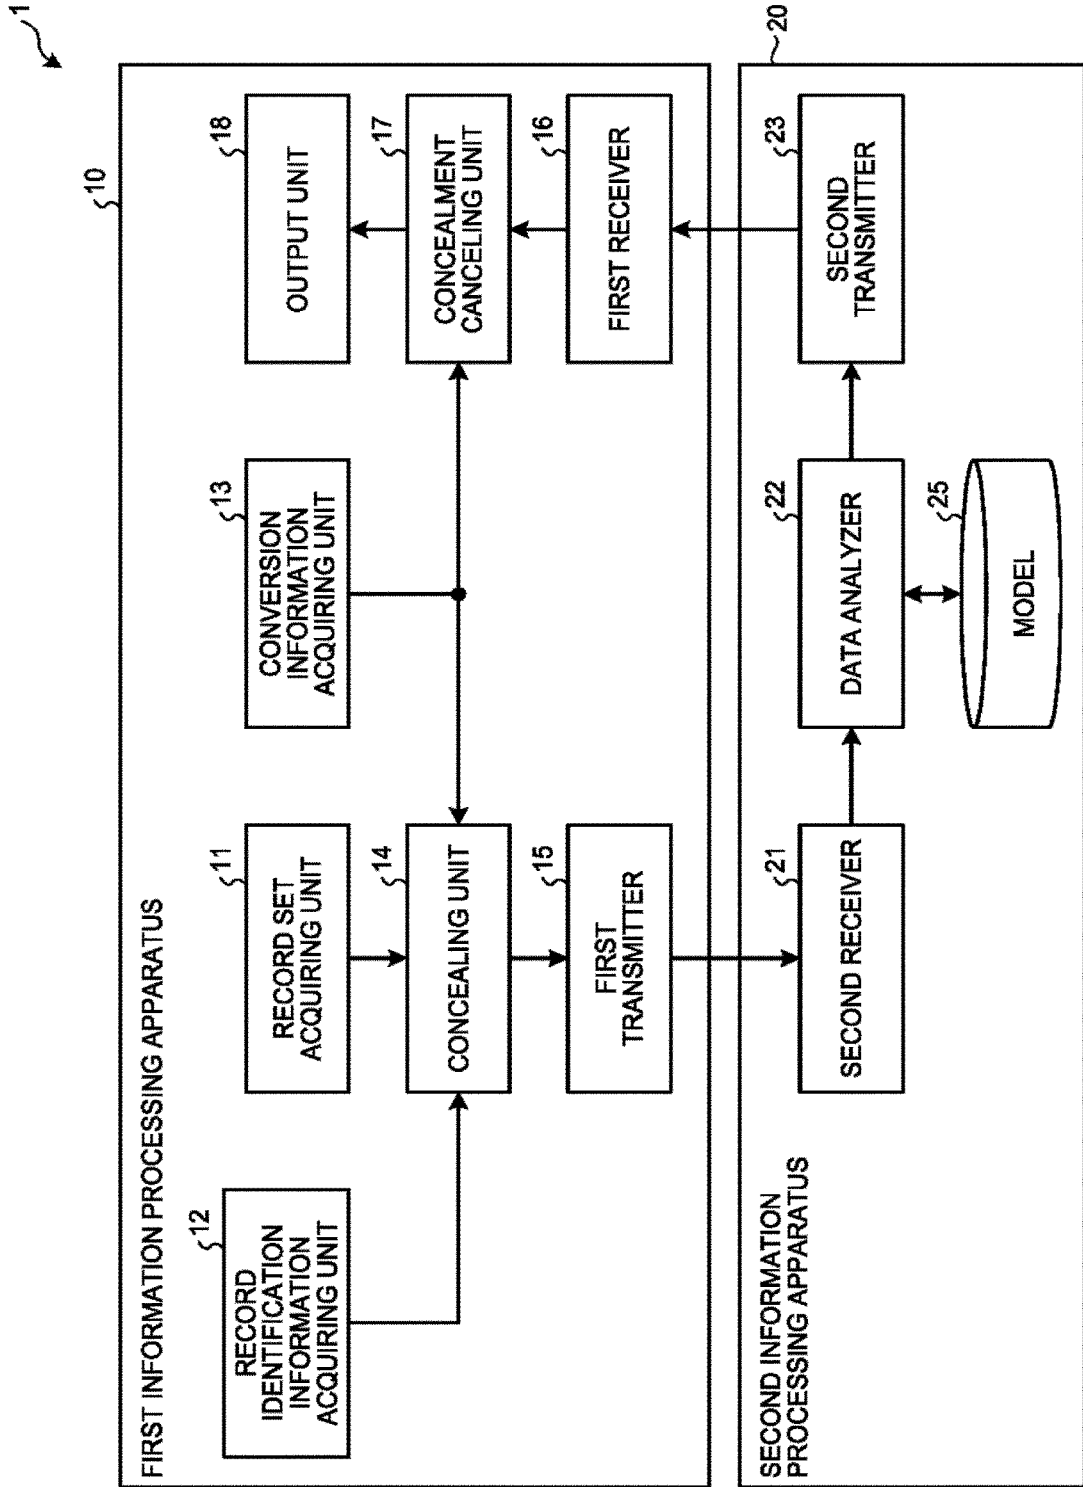 1
10
FIRST INFORMATION PROCESSING APPARATUS
12
RECORD
IDENTIFICATION
INFORMATION
ACQUIRING UNIT
11
RECORD SET
ACQUIRING UNIT
13
CONVERSION
INFORMATION
ACQUIRING UNIT
18
OUTPUT UNIT
14
CONCEALING UNIT
17
CONCEALMENT
CANCELING UNIT
15
FIRST
TRANSMITTER
16
FIRST RECEIVER
20
SECOND INFORMATION
PROCESSING APPARATUS
21
SECOND RECEIVER
22
DATA ANALYZER
23
SECOND
TRANSMITTER
25
MODEL